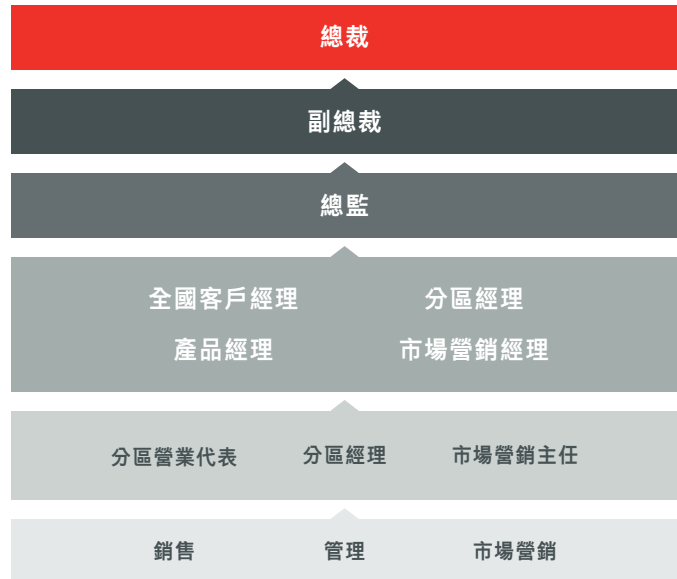 總裁
副總裁
總監
全國客戶經理 分區經理
產品經理 市場營銷經理
分區營業代表 分區經理 市場營銷主任
銷售 管理 市場營銷